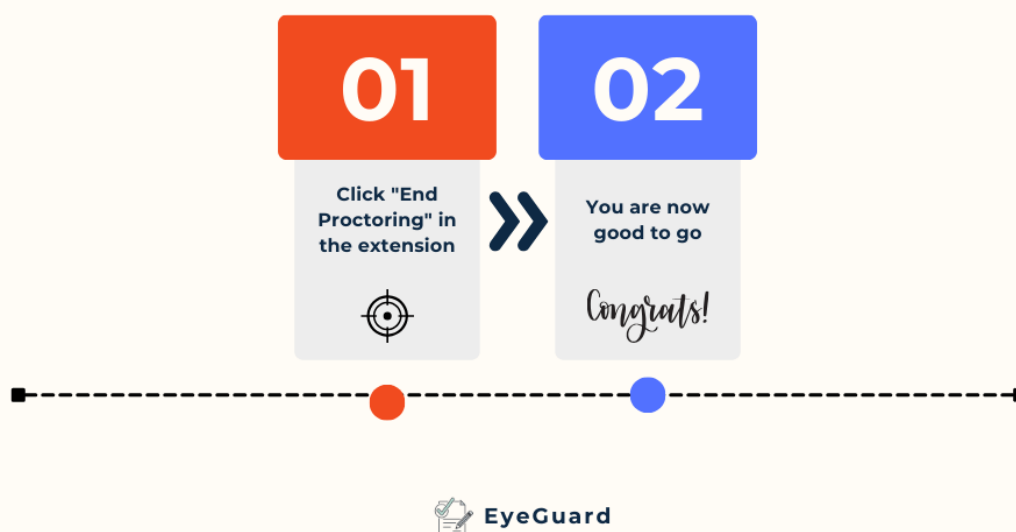 01
Click "End
Proctoring" in
the extension
02
You are now
good to go
Congrats!
EyeGuard